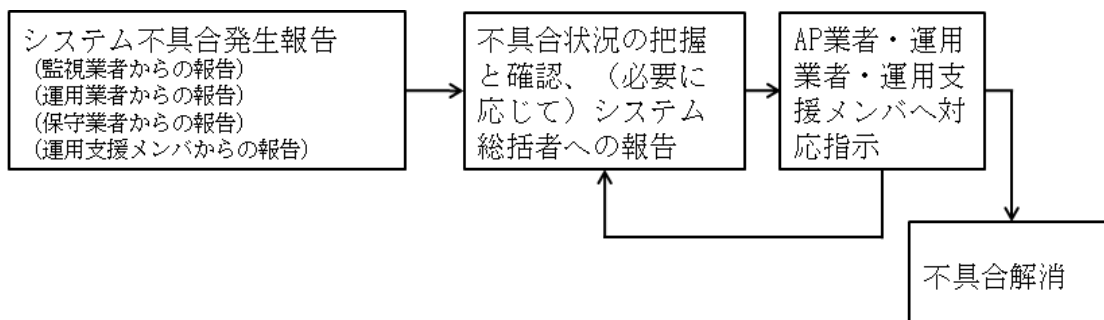 システム不具合発生報告
（監視業者からの報告）
（運用業者からの報告）
（保守業者からの報告）
（運用支援メンバからの報告）
不具合状況の把握
と確認、（必要に
応じて）システム
総括者への報告
AP業者・運用
業者・運用支
援メンバへ対
応指示
不具合解消